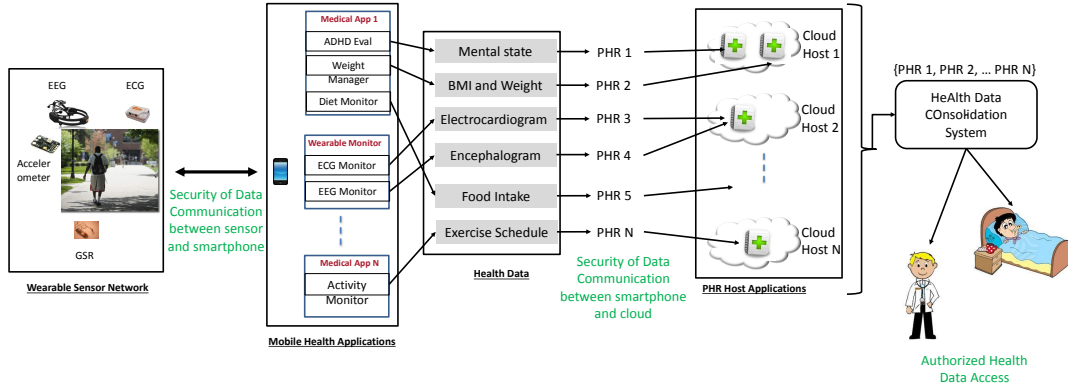 EEG
ECG
Acceler
ometer
GSR
Wearable Sensor Network
Security of Data
Communication
between sensor
and smartphone
Medical App 1
ADHD Eval
Weight
Manager
Diet Monitor
Wearable Monitor
ECG Monitor
EEG Monitor
Medical App N
Activity
Monitor
Mobile Health Applications
Mental state
BMI and Weight
Electrocardiogram
Encephalogram
Food Intake
Exercise Schedule
Health Data
PHR 1
PHR 2
PHR 3
PHR 4
PHR 5
PHR N
Security of Data
Communication
between smartphone
and cloud
Cloud
Host 1
Cloud
Host 2
Cloud
Host N
PHR Host Applications
{PHR 1, PHR 2, ... PHR N}
HeAlth Data
COnsolidation
System
Authorized Health
Data Access